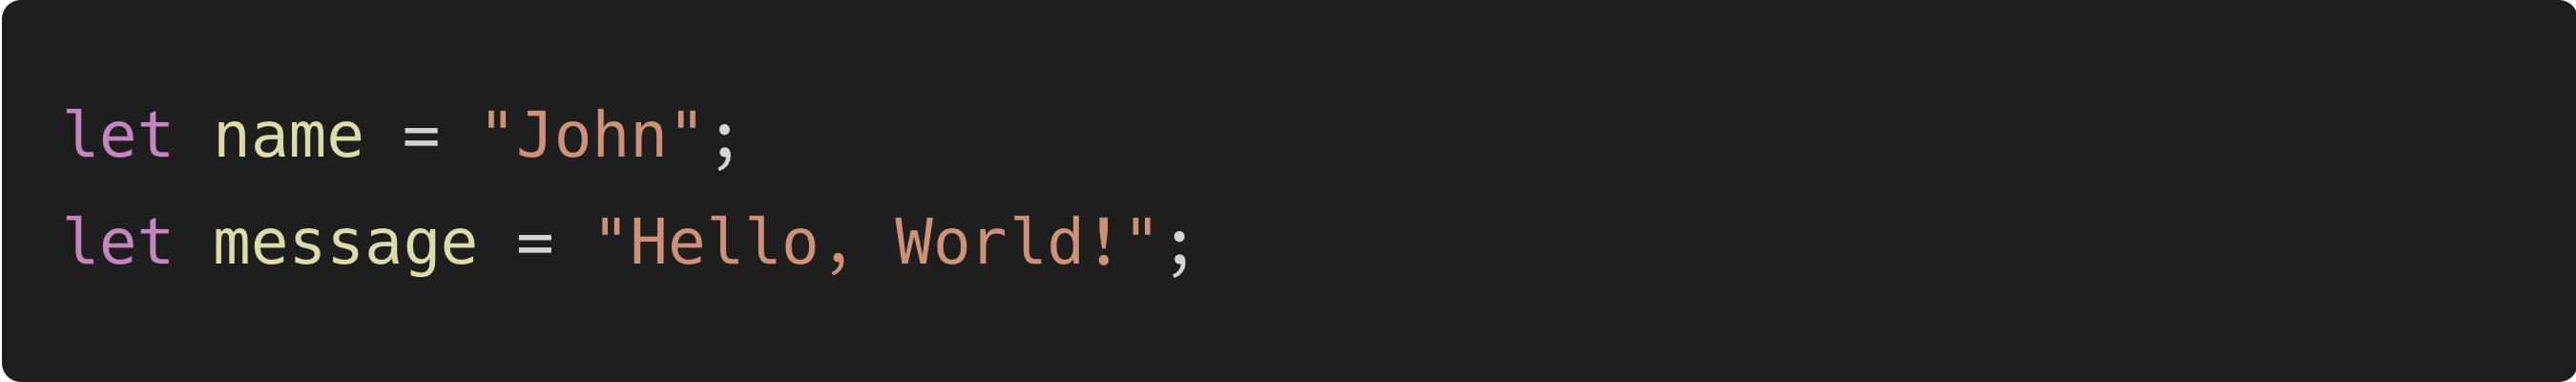 let name = "John";
let message = "Hello, World!";